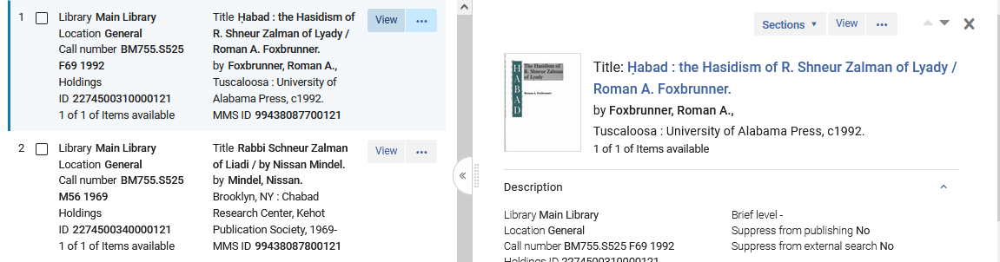 1
Library Main Library
Location General
Call number BM755.S525
F69 1992
Holdings
ID 2274500310000121
1 of 1 of Items available
Title Ḥabad : the Hasidism of
R. Shneur Zalman of Lyady /
Roman A. Foxbrunner.
by Foxbrunner, Roman A.,
Tuscaloosa : University of
Alabama Press, c1992.
MMS ID 99438087700121
View
...
2
Library Main Library
Location General
Call number BM755.S525
M56 1969
Holdings
ID 2274500340000121
1 of 1 of Items available
Title Rabbi Schneur Zalman
of Liadi / by Nissan Mindel.
by Mindel, Nissan.
Brooklyn, NY : Chabad
Research Center, Kehot
Publication Society, 1969-
MMS ID 99438087800121
View
...
Sections
View
...
HABAD
The Hasidism of
R. Shneur Zalman
of Lyady
Roman A. Foxbrunner
Title: Ḥabad : the Hasidism of R. Shneur Zalman of Lyady /
Roman A. Foxbrunner.
by Foxbrunner, Roman A.,
Tuscaloosa : University of Alabama Press, c1992.
1 of 1 of Items available
Description
Library Main Library
Location General
Call number BM755.S525 F69 1992
Holdings ID 2274500310000121
Brief level -
Suppress from publishing No
Suppress from external search No